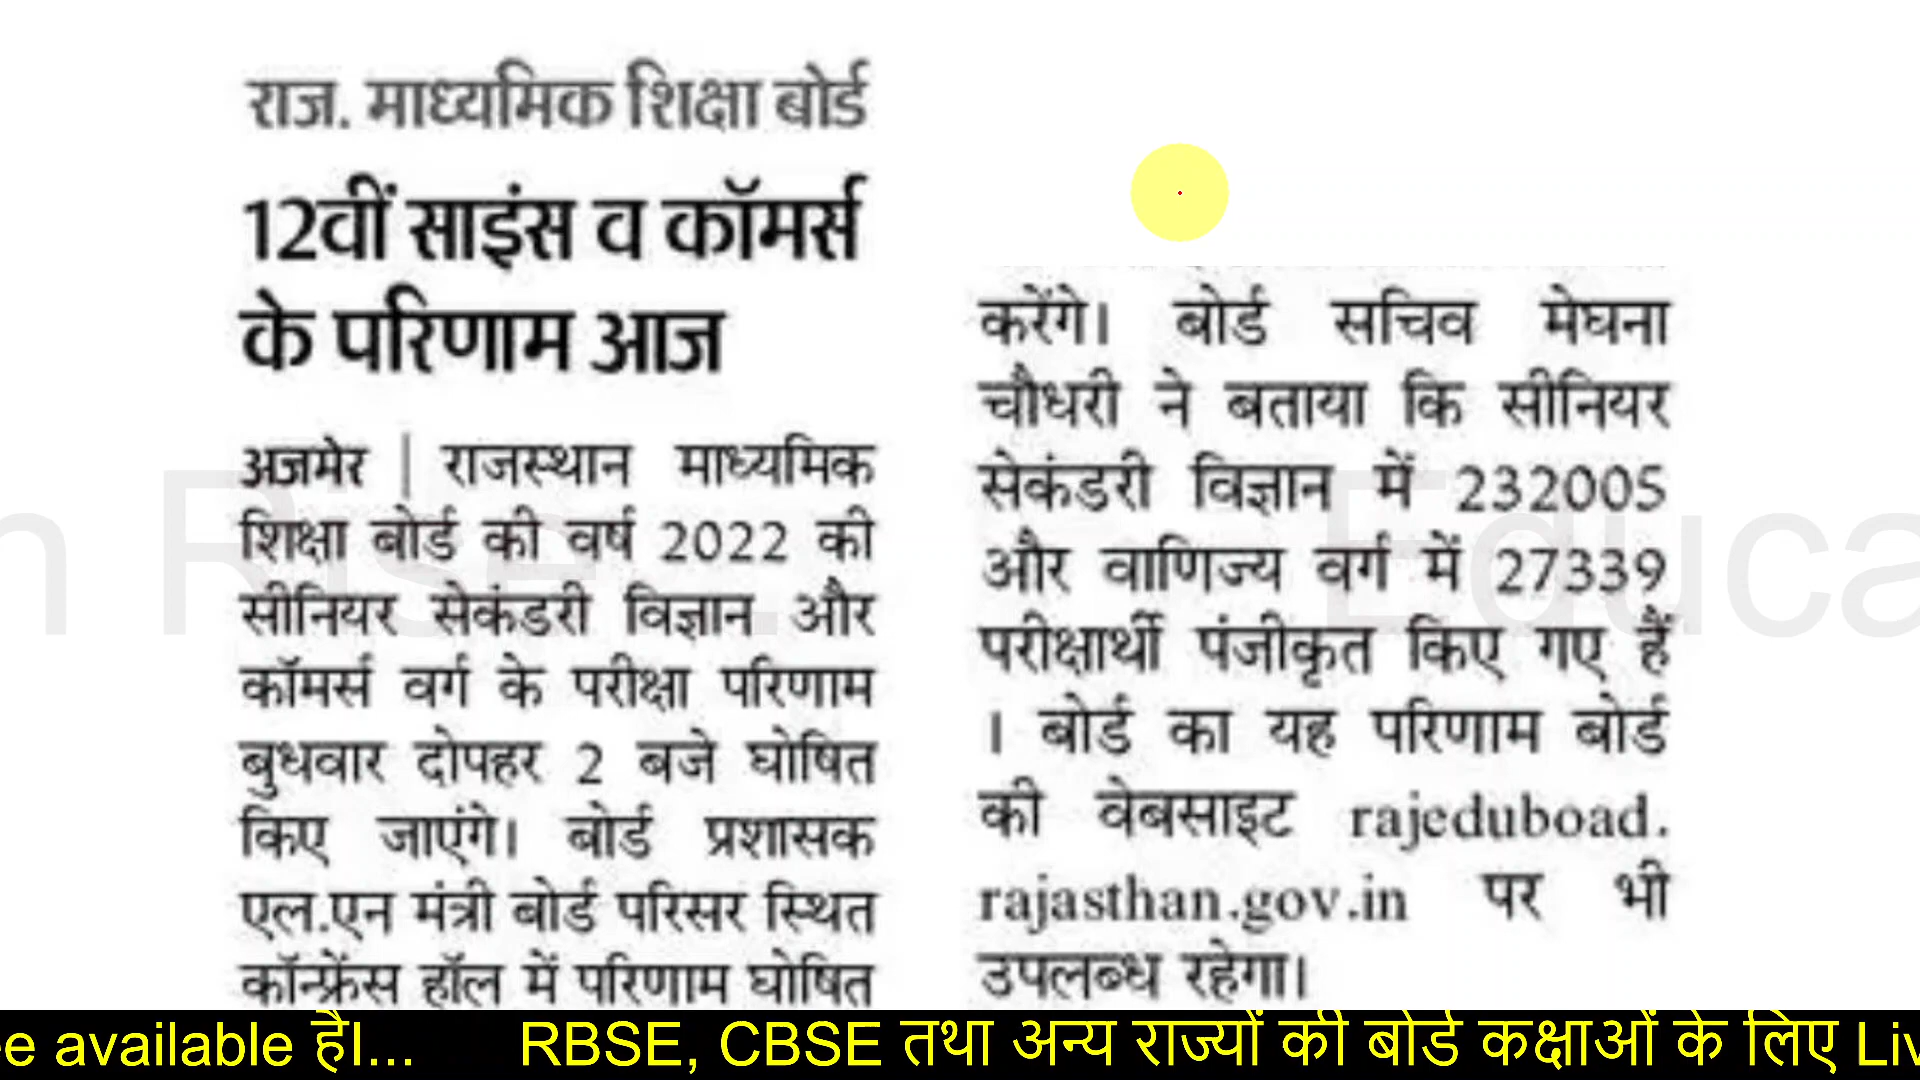 राज. माध्यमिक शिक्षा बोर्ड
12वीं साइंस व कॉमर्स
के परिणाम आज
अजमेर | राजस्थान माध्यमिक
शिक्षा बोर्ड की वर्ष 2022 की
सीनियर सेकंडरी विज्ञान और
कॉमर्स वर्ग के परीक्षा परिणाम
बुधवार दोपहर 2 बजे घोषित
किए जाएंगे। बोर्ड प्रशासक
एल.एन मंत्री बोर्ड परिसर स्थित
कॉन्फ्रेंस हॉल में परिणाम घोषित
करेंगे। बोर्ड सचिव मेघना
चौधरी ने बताया कि सीनियर
सेकंडरी विज्ञान में 232005
और वाणिज्य वर्ग में 27339
परीक्षार्थी पंजीकृत किए गए हैं
। बोर्ड का यह परिणाम बोर्ड
की वेबसाइट rajeduboad.
rajasthan.gov.in पर भी
उपलब्ध रहेगा।
n Rise. Educa
e available है।... RBSE, CBSE तथा अन्य राज्यों की बोर्ड कक्षाओं के लिए Liv